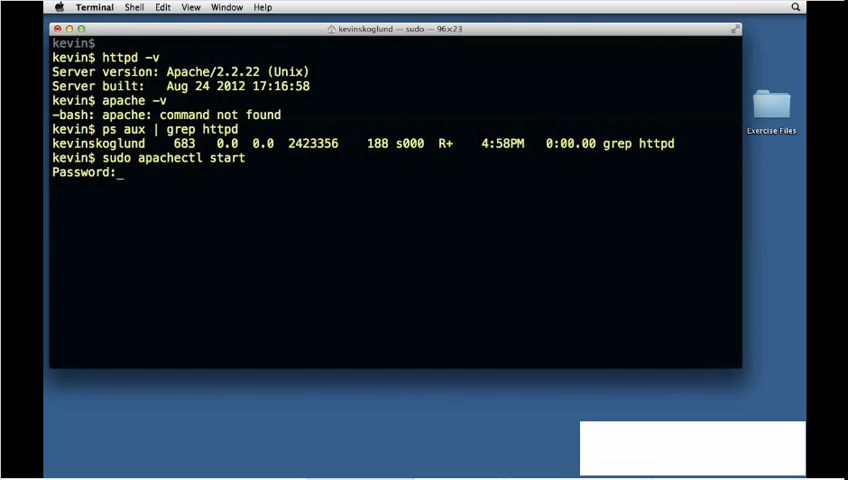 Terminal Shell Edit View Window Help
kevinskoglund — sudo — 96×23
kevin$
kevin$ httpd -v
Server version: Apache/2.2.22 (Unix)
Server built:   Aug 24 2012 17:16:58
kevin$ apache -v
-bash: apache: command not found
kevin$ ps aux | grep httpd
kevinskoglund   683   0.0  0.0  2423356    188 s000  R+    4:58PM   0:00.00 grep httpd
kevin$ sudo apachectl start
Password:_
Exercise Files